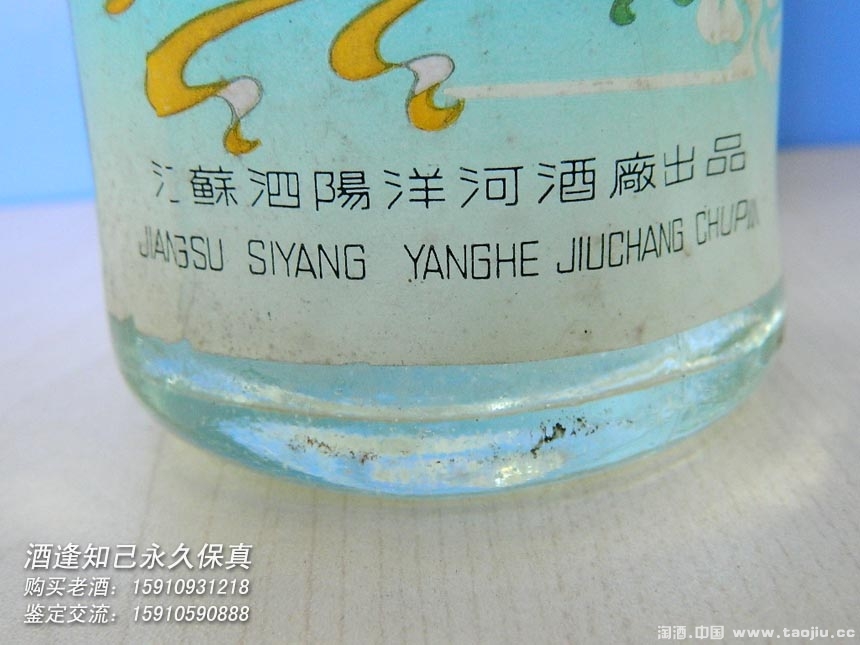 江蘇泗陽洋河酒廠出品
JIANGSU SIYANG YANGHE JIUCHANG CHUPIN
酒逢知己永久保真
购买老酒：15910931218
鉴定交流：15910590888
淘酒.中国 www.taojiu.cc